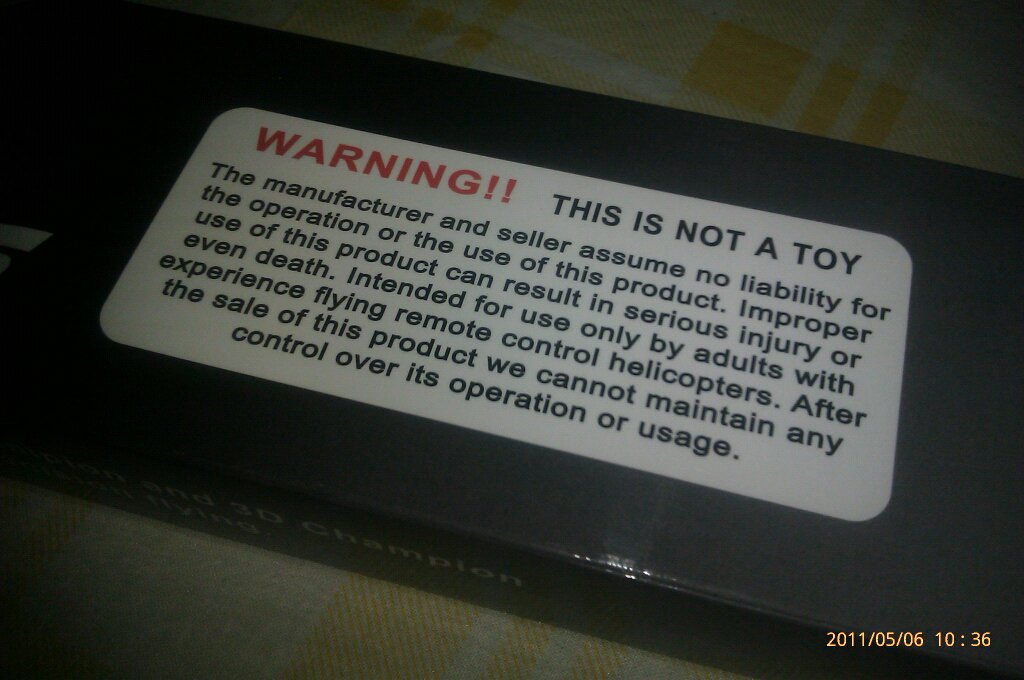 WARNING!! THIS IS NOT A TOY
The manufacturer and seller assume no liability for
the operation or the use of this product. Improper
use of this product can result in serious injury or
even death. Intended for use only by adults with
experience flying remote control helicopters. After
the sale of this product we cannot maintain any
control over its operation or usage.
and 3D Champion
flying.
2011/05/06 10:36